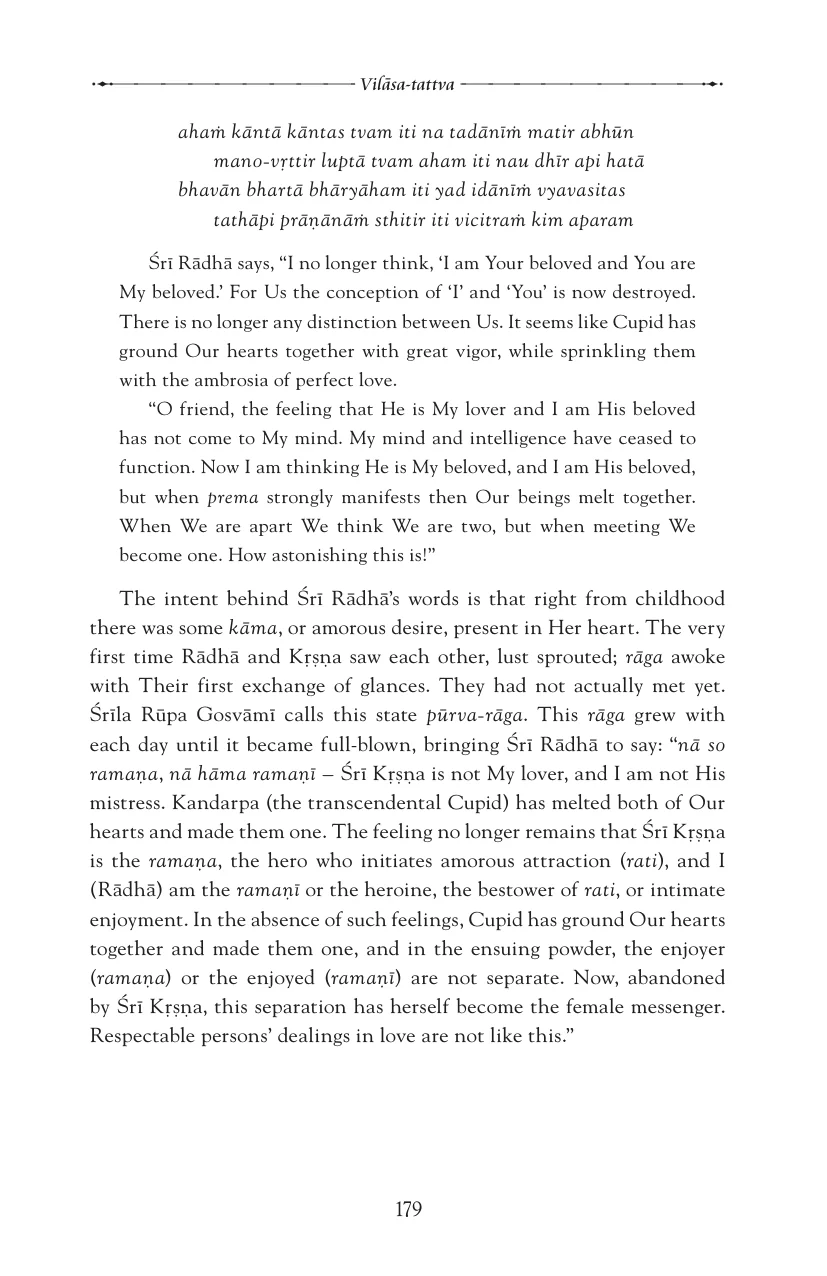 Vilāsa-tattva
ahaṁ kāntā kāntas tvam iti na tadānīṁ matir abhūn
mano-vṛttir luptā tvam aham iti nau dhīr api hatā
bhavān bhartā bhāryāham iti yad idānīṁ vyavasitas
tathāpi prāṇānāṁ sthitir iti vicitraṁ kim aparam
Śrī Rādhā says, “I no longer think, ‘I am Your beloved and You are
My beloved.’ For Us the conception of ‘I’ and ‘You’ is now destroyed.
There is no longer any distinction between Us. It seems like Cupid has
ground Our hearts together with great vigor, while sprinkling them
with the ambrosia of perfect love.
“O friend, the feeling that He is My lover and I am His beloved
has not come to My mind. My mind and intelligence have ceased to
function. Now I am thinking He is My beloved, and I am His beloved,
but when prema strongly manifests then Our beings melt together.
When We are apart We think We are two, but when meeting We
become one. How astonishing this is!”
The intent behind Śrī Rādhā’s words is that right from childhood
there was some kāma, or amorous desire, present in Her heart. The very
first time Rādhā and Kṛṣṇa saw each other, lust sprouted; rāga awoke
with Their first exchange of glances. They had not actually met yet.
Śrīla Rūpa Gosvāmī calls this state pūrva-rāga. This rāga grew with
each day until it became full-blown, bringing Śrī Rādhā to say: “nā so
ramaṇa, nā hāma ramaṇī – Śrī Kṛṣṇa is not My lover, and I am not His
mistress. Kandarpa (the transcendental Cupid) has melted both of Our
hearts and made them one. The feeling no longer remains that Śrī Kṛṣṇa
is the ramaṇa, the hero who initiates amorous attraction (rati), and I
(Rādhā) am the ramaṇī or the heroine, the bestower of rati, or intimate
enjoyment. In the absence of such feelings, Cupid has ground Our hearts
together and made them one, and in the ensuing powder, the enjoyer
(ramaṇa) or the enjoyed (ramaṇī) are not separate. Now, abandoned
by Śrī Kṛṣṇa, this separation has herself become the female messenger.
Respectable persons’ dealings in love are not like this.”
179